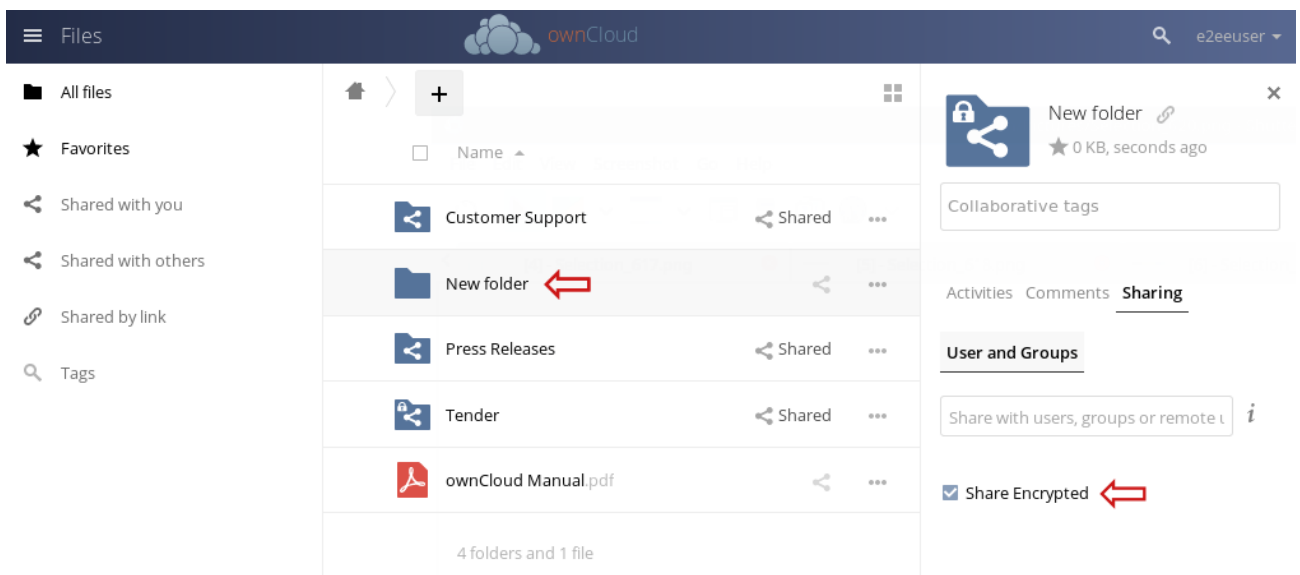 Files
ownCloud
e2eeuser
All files
Favorites
Shared with you
Shared with others
Shared by link
Tags
Name
Customer Support Shared
New folder
Press Releases Shared
Tender Shared
ownCloud Manual.pdf
4 folders and 1 file
New folder
0 KB, seconds ago
Collaborative tags
Activities Comments Sharing
User and Groups
Share with users, groups or remote u
i
Share Encrypted